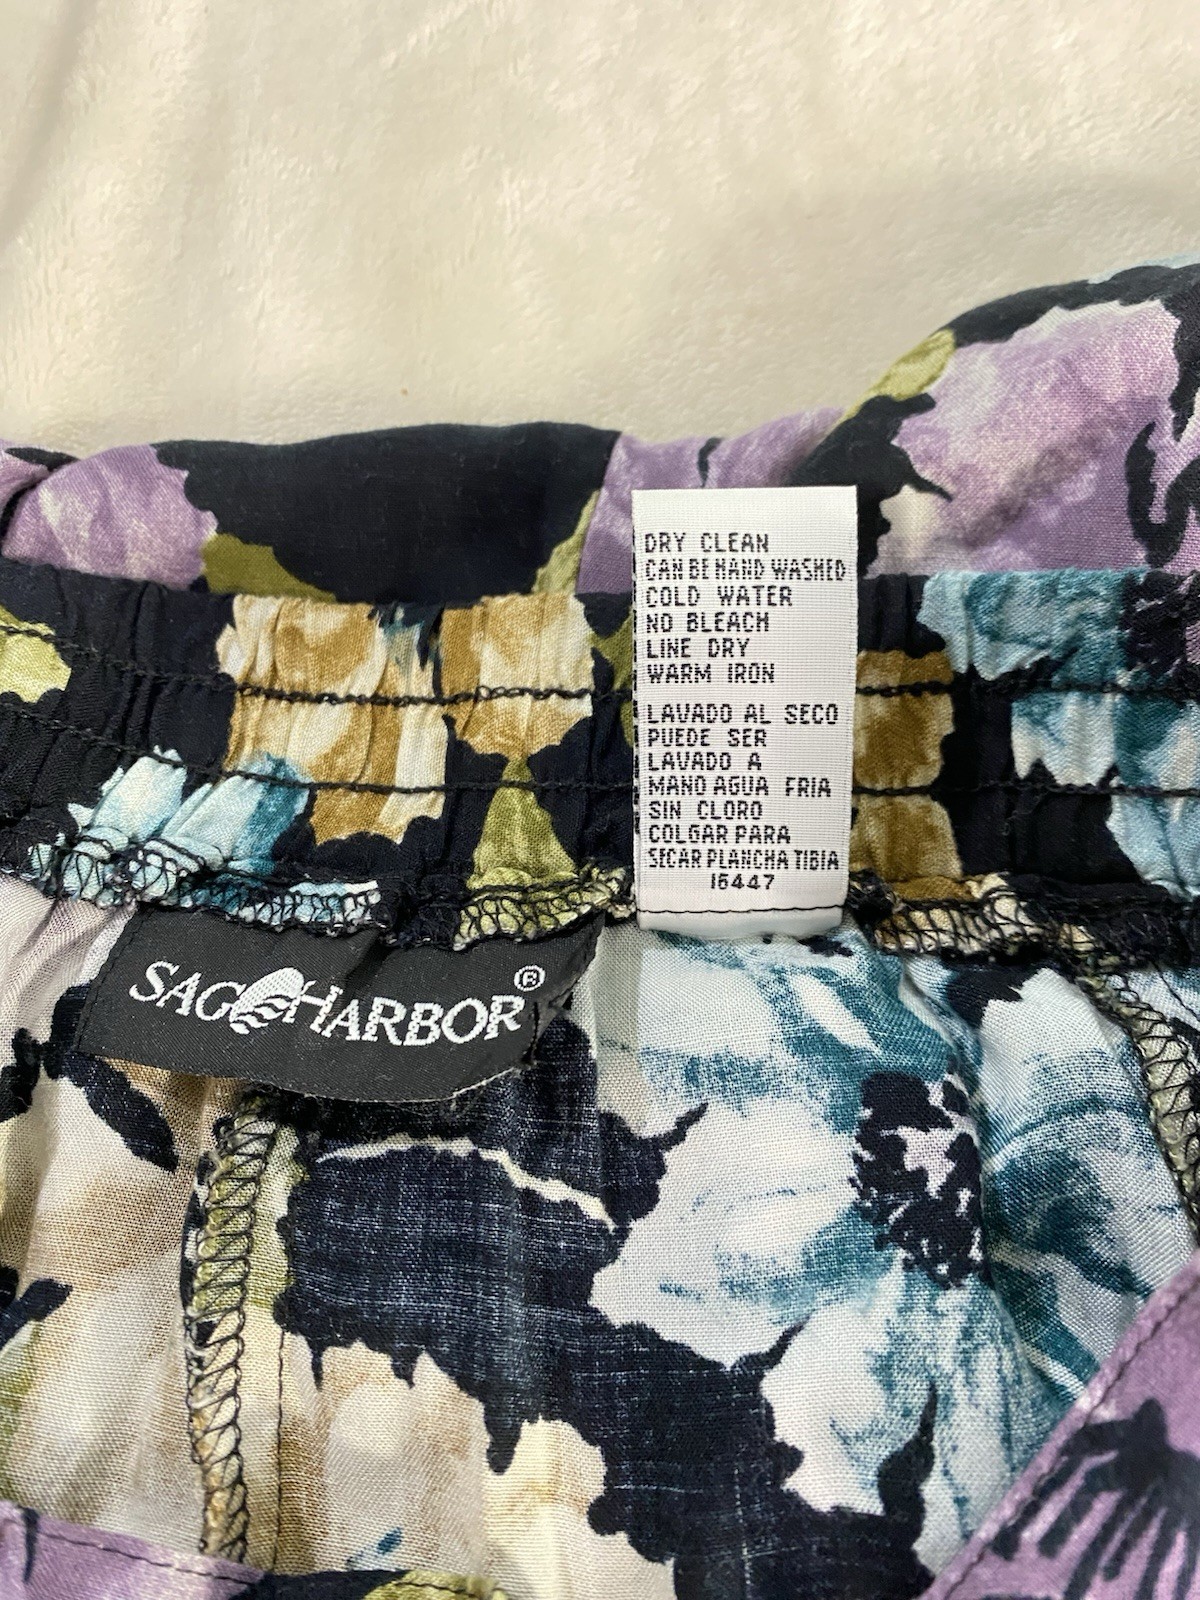 DRY CLEAN
CAN BE HAND WASHED
COLD WATER
NO BLEACH
LINE DRY
WARM IRON
LAVADO AL SECO
PUEDE SER
LAVADO A
MANO AGUA FRIA
SIN CLORO
COLGAR PARA
SECAR PLANCHA TIBIA
16447
SAG HARBOR®